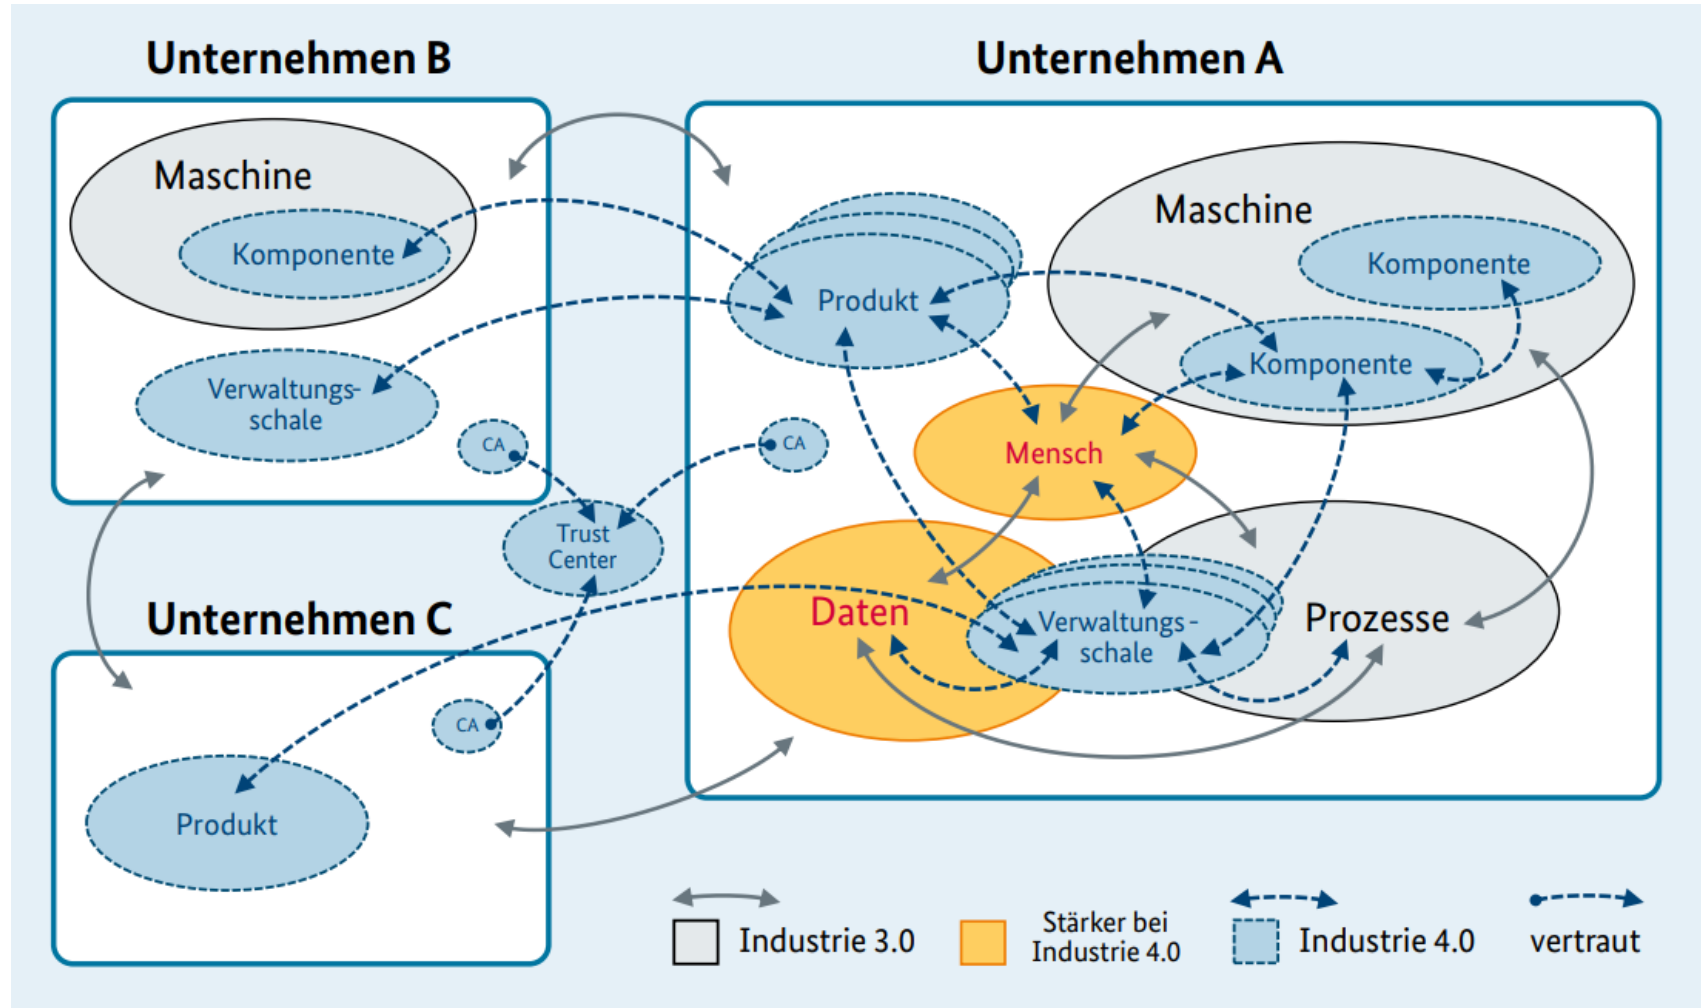 Unternehmen B
Maschine
Komponente
Verwaltungs-
schale
CA
Unternehmen A
Produkt
Maschine
Komponente
Komponente
CA
Mensch
Trust
Center
Daten
Verwaltungs-
schale
Prozesse
Unternehmen C
CA
Produkt
Industrie 3.0
Stärker bei
Industrie 4.0
Industrie 4.0
vertraut